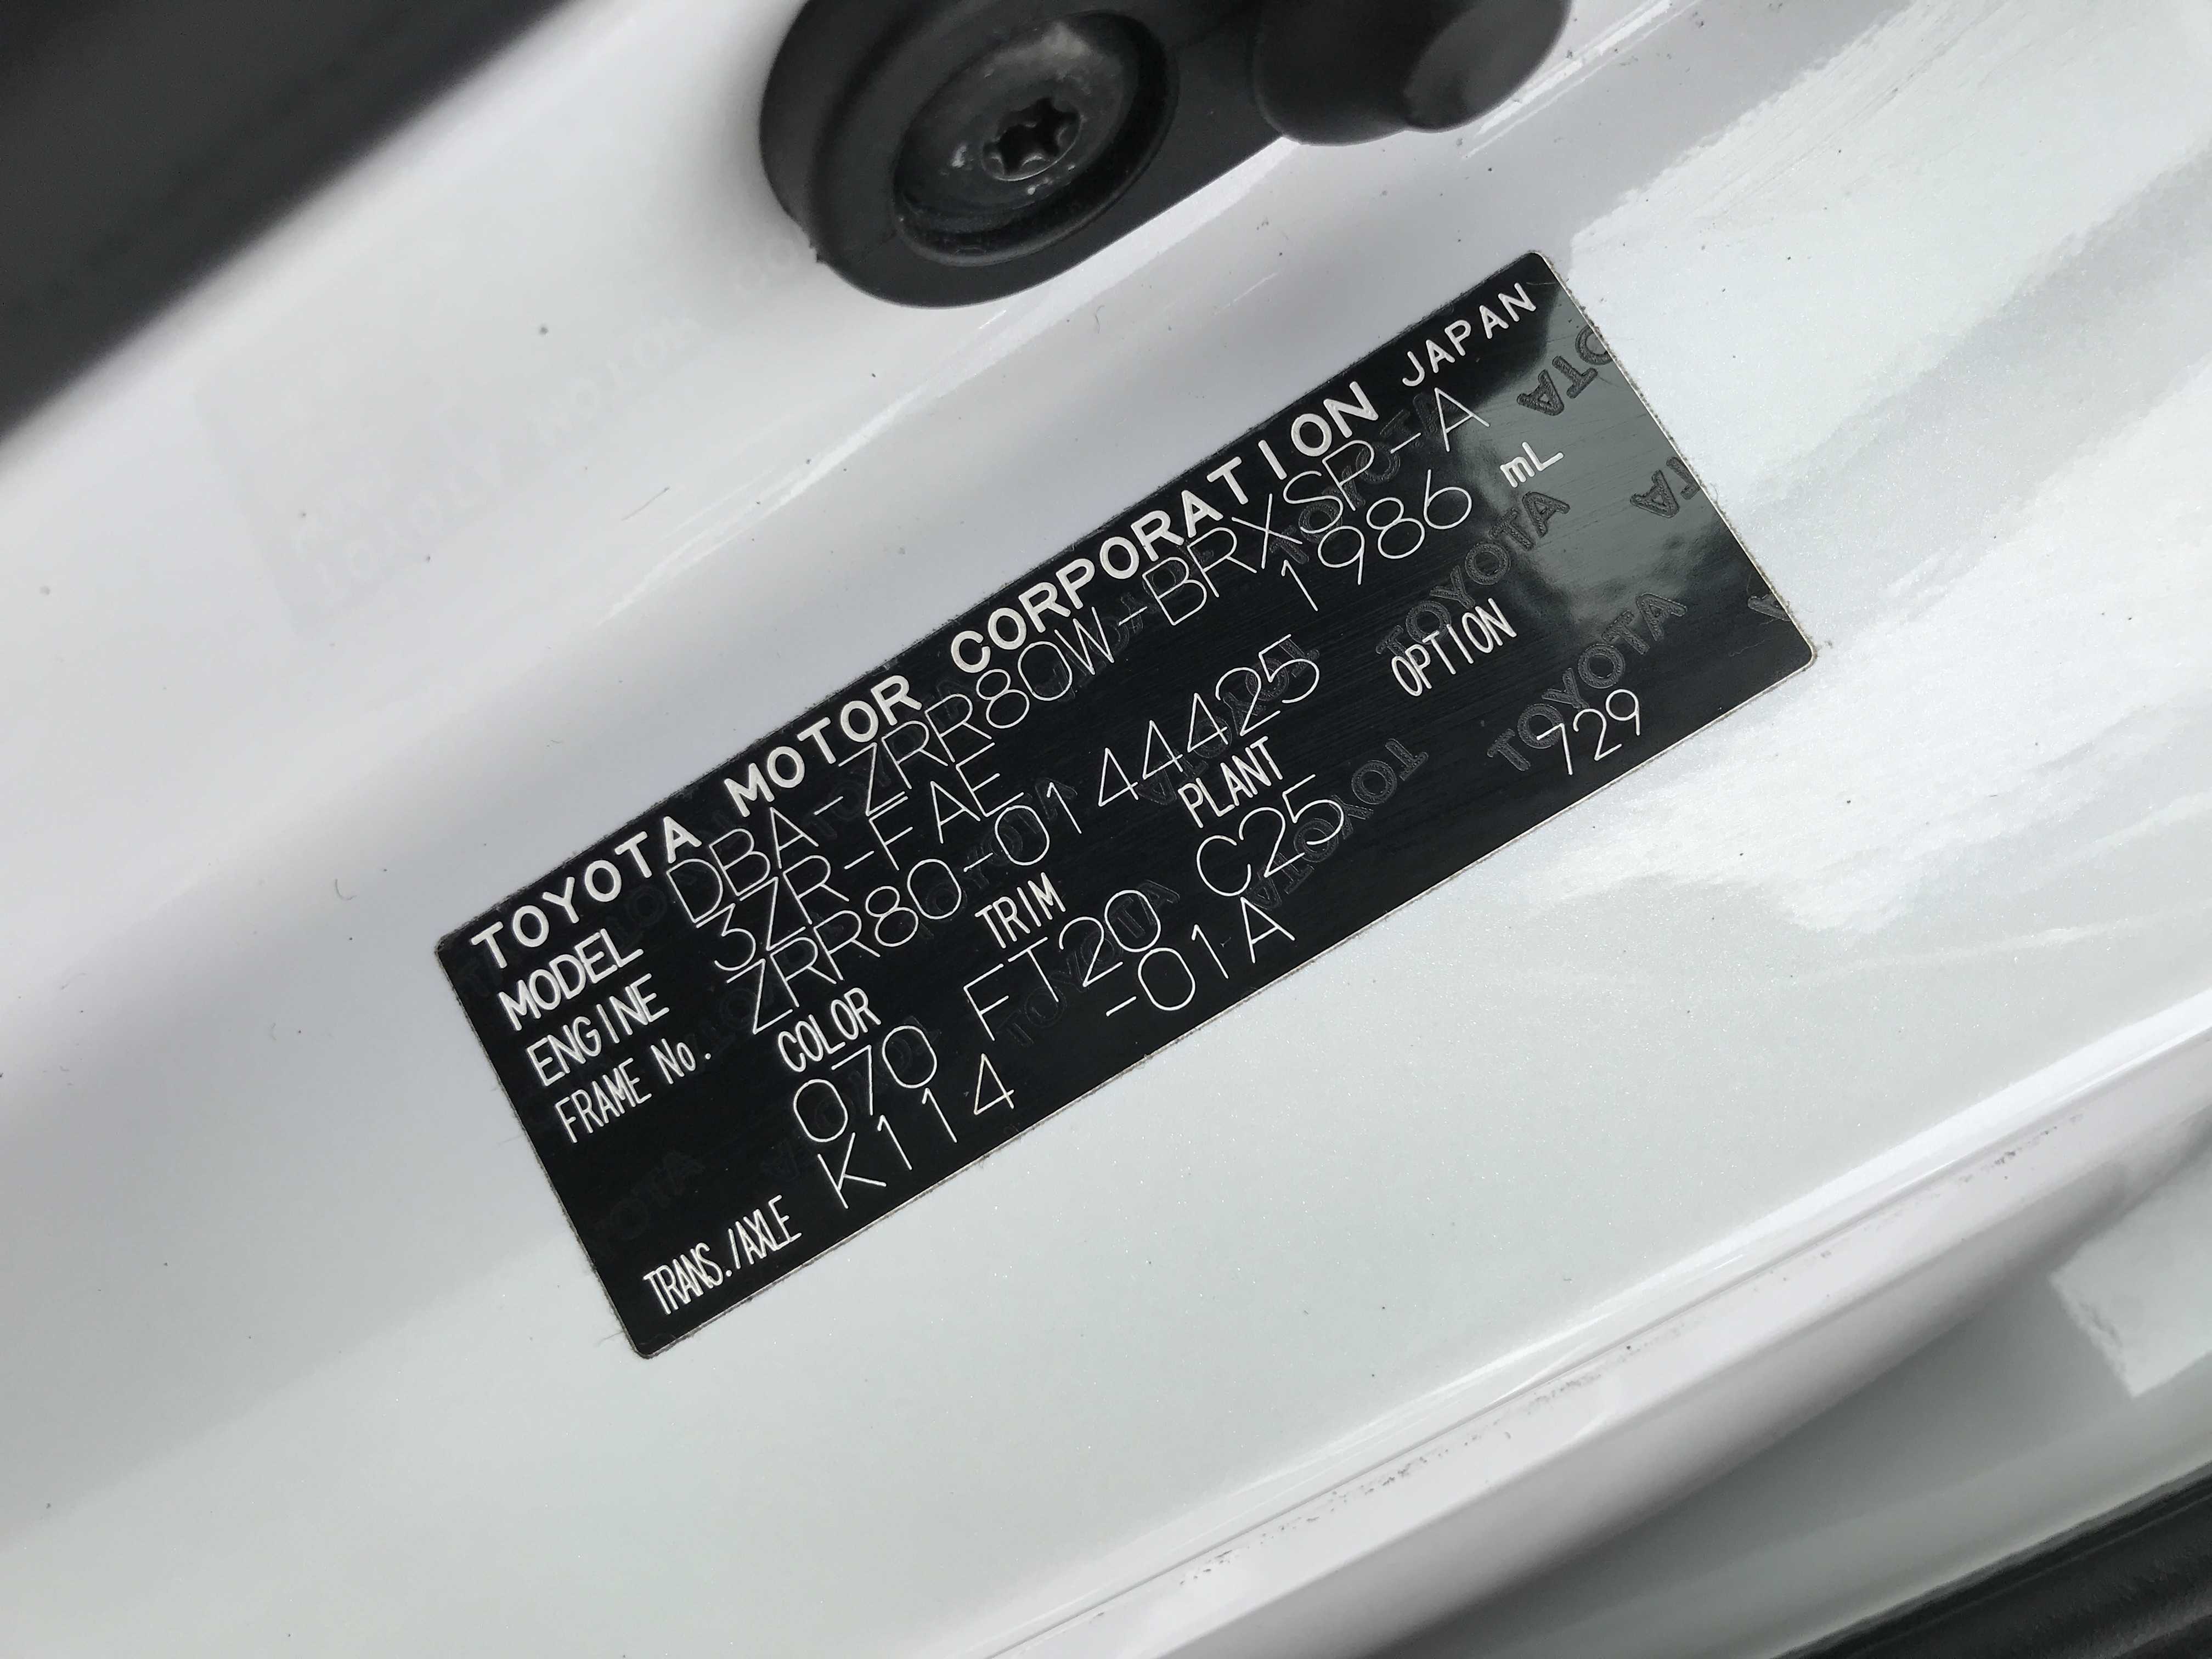 TOYOTA MOTOR CORPORATION JAPAN
MODEL DBA-ZRR80W-BRXSP-A
ENGINE 3ZR-FAE 1986 mL
FRAME No. ZRR80-0144425
COLOR TRIM PLANT OPTION
070 FT20 C25 729
TRANS./AXLE K114 -01A